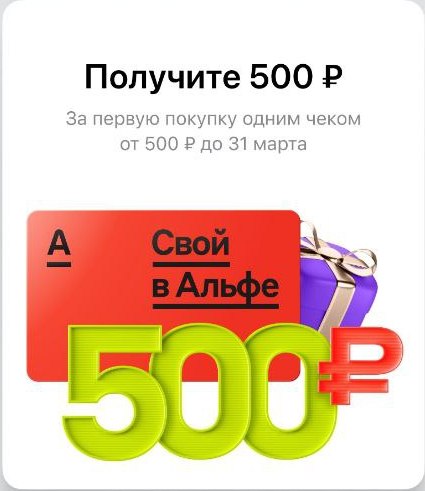 Получите 500 ₽
За первую покупку одним чеком
от 500 ₽ до 31 марта
А Свой
в Альфе
500₽